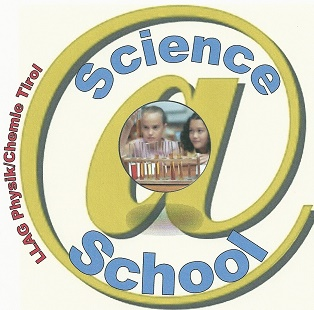 Science
@
School
LLAG Physik/Chemie Tirol